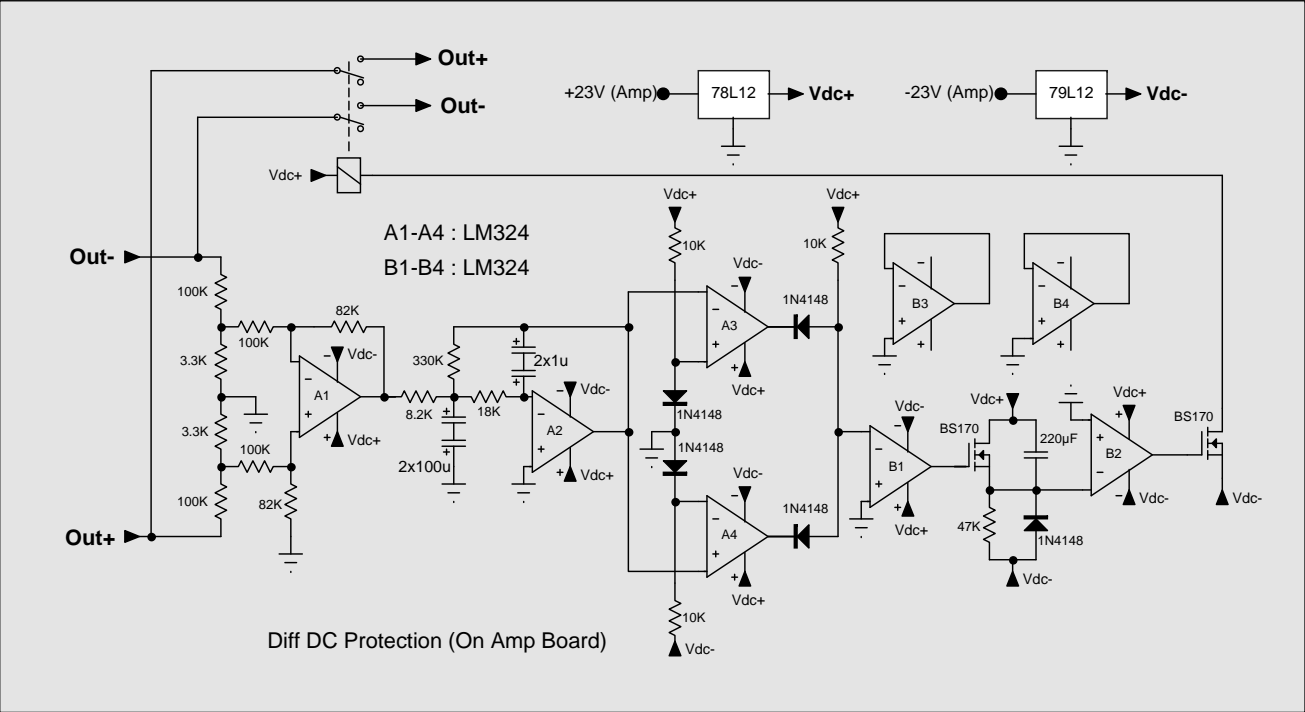 Out+
Out-
+23V (Amp)
78L12
Vdc+
-23V (Amp)
79L12
Vdc-
Vdc+
A1-A4 : LM324
B1-B4 : LM324
Out-
100K
100K
82K
3.3K
3.3K
100K
100K
82K
Out+
−
Vdc-
−
+
A1
+
Vdc+
8.2K
330K
18K
+
+
2x1u
+
+
2x100u
−
Vdc-
−
+
A2
+
Vdc+
Vdc+
10K
1N4148
1N4148
10K
Vdc-
Vdc-
−
−
+
A3
+
Vdc+
1N4148
Vdc+
10K
Vdc-
−
−
+
A4
+
Vdc+
1N4148
−
−
+
B3
+
−
−
+
B4
+
Vdc-
−
−
+
B1
+
Vdc+
BS170
Vdc+
220µF
47K
1N4148
Vdc-
Vdc+
+
+
−
B2
−
Vdc-
BS170
Vdc-
Diff DC Protection (On Amp Board)